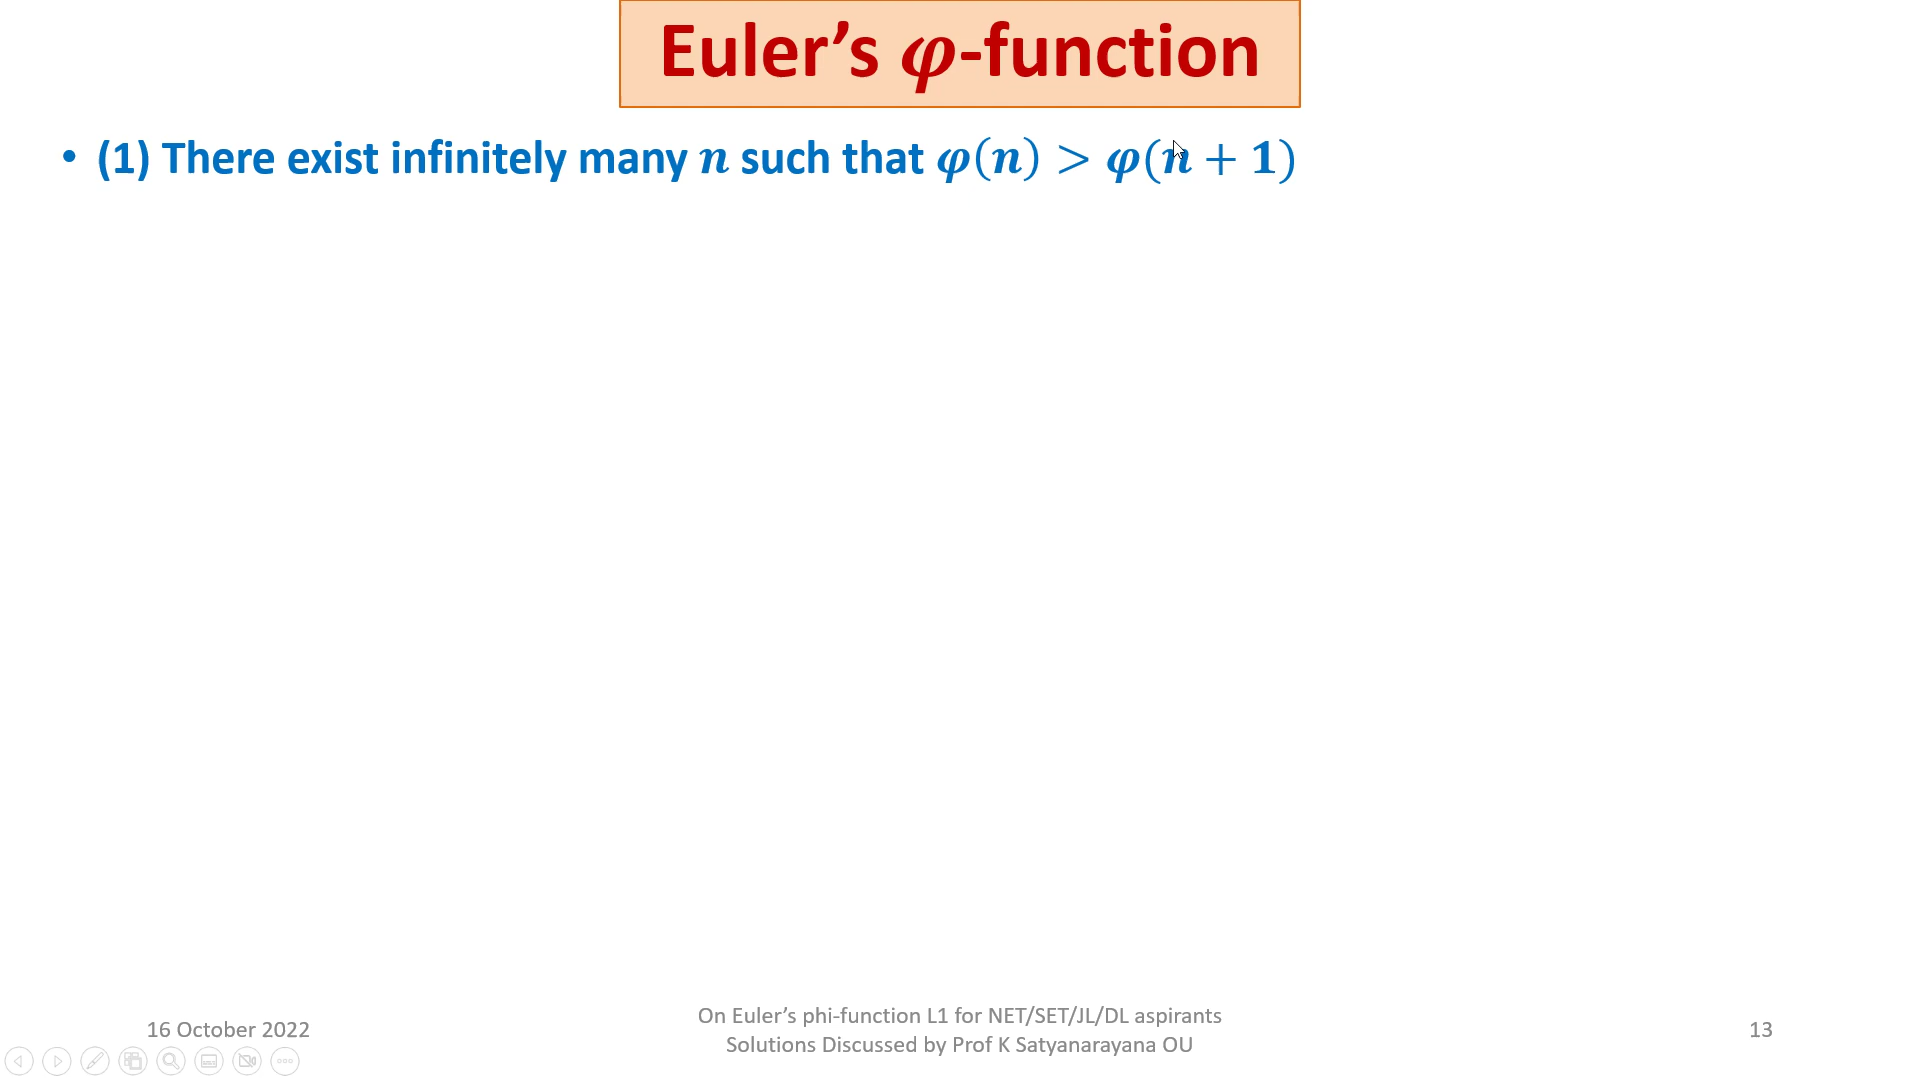 Euler’s 𝝋-function
• (1) There exist infinitely many 𝒏 such that 𝝋(𝒏) > 𝝋(𝒏 + 𝟏)
16 October 2022
On Euler’s phi-function L1 for NET/SET/JL/DL aspirants
Solutions Discussed by Prof K Satyanarayana OU
13